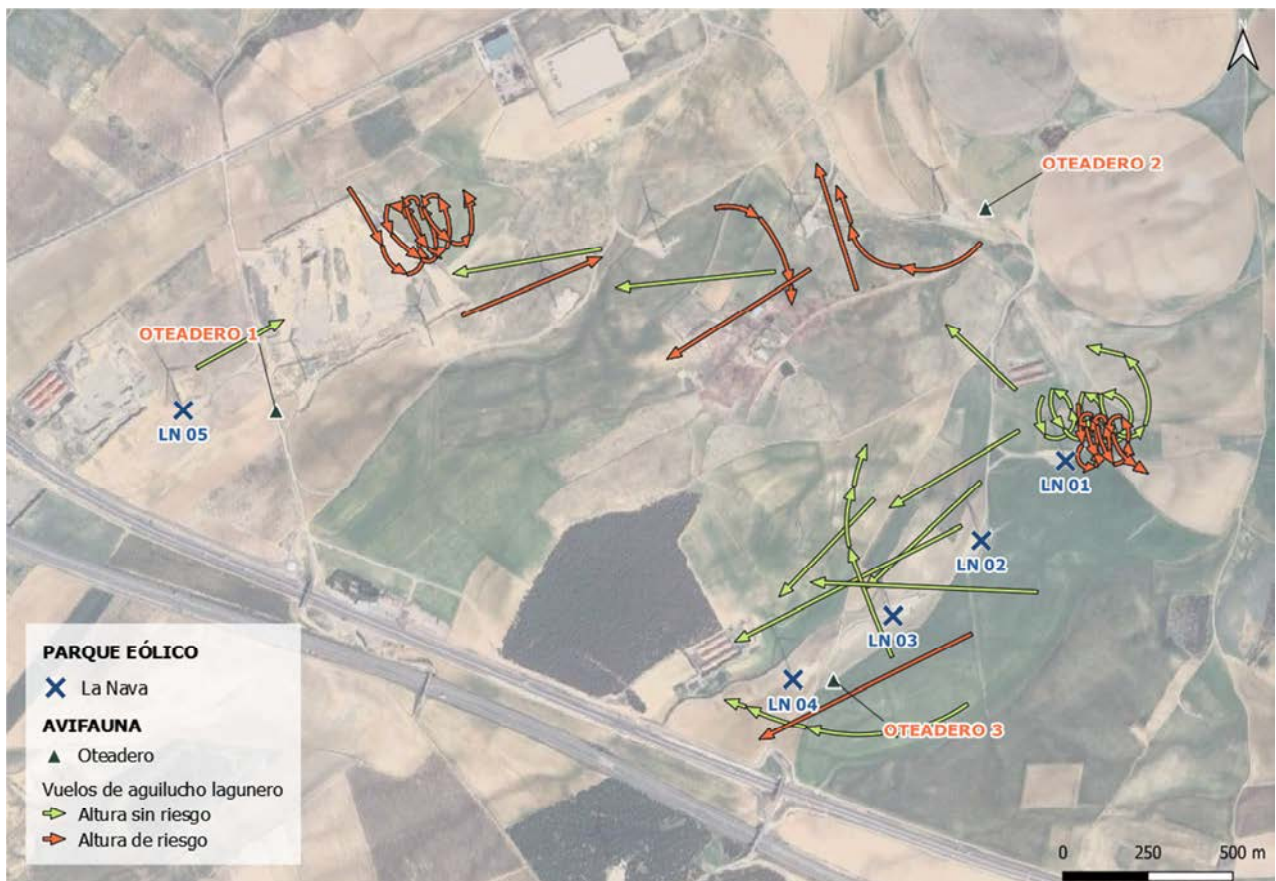 N
OTEADERO 2
OTEADERO 1
LN 05
LN 01
LN 02
LN 03
LN 04
OTEADERO 3
PARQUE EÓLICO
La Nava
AVIFAUNA
Oteadero
Vuelos de aguilucho lagunero
Altura sin riesgo
Altura de riesgo
0 250 500 m